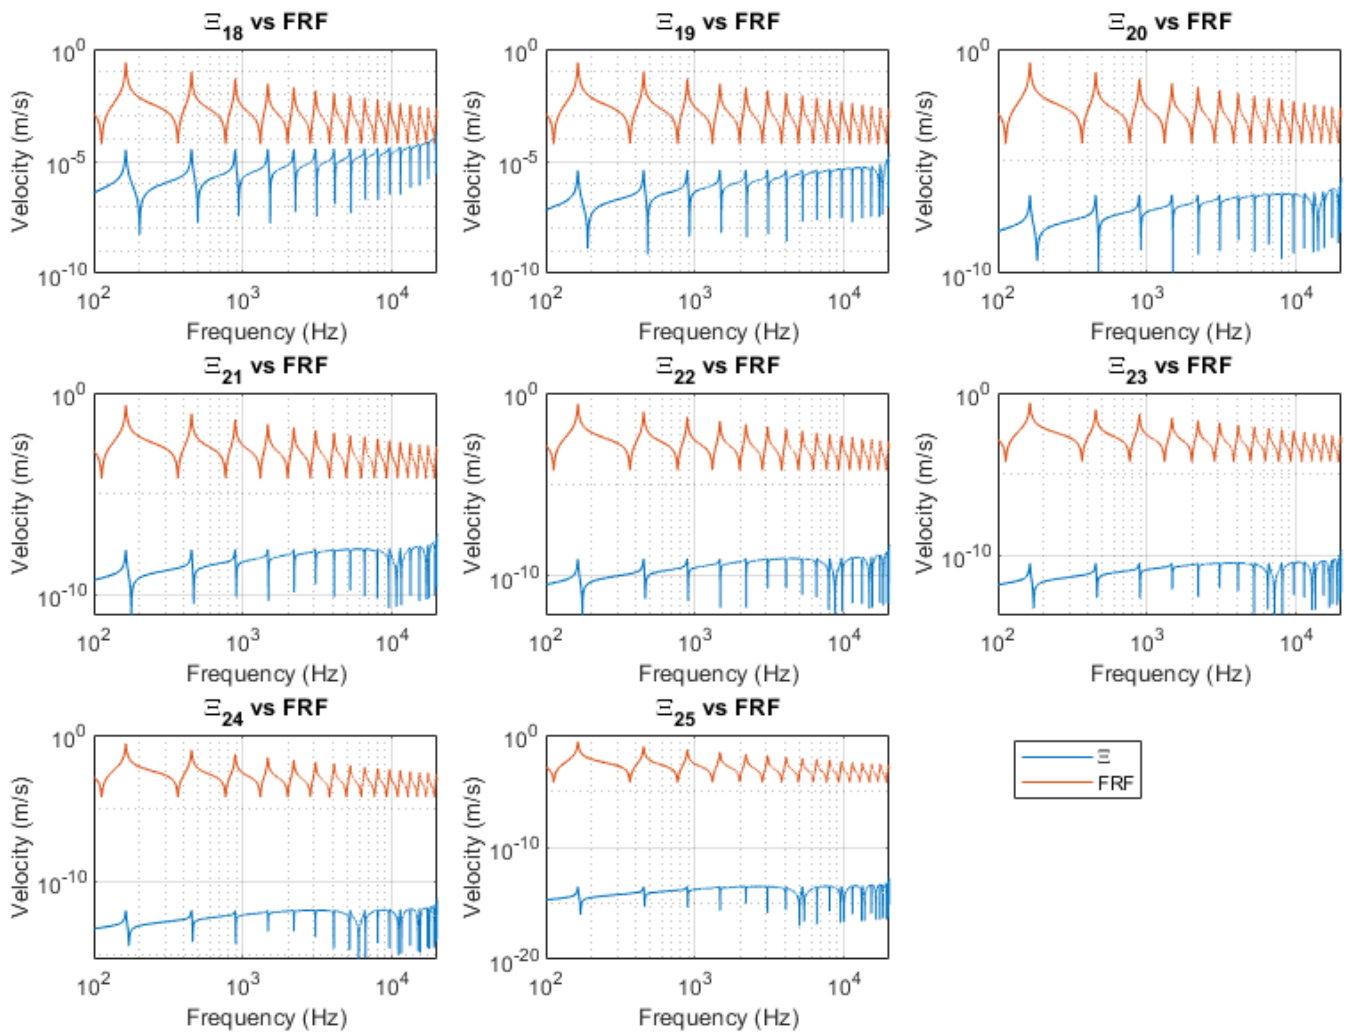 Ξ18 vs FRF
Ξ19 vs FRF
Ξ20 vs FRF
10^0
10^-5
10^-10
Velocity (m/s)
10^2
10^3
10^4
Frequency (Hz)
10^0
10^-5
10^-10
Velocity (m/s)
10^2
10^3
10^4
Frequency (Hz)
10^0
10^-5
10^-10
Velocity (m/s)
10^2
10^3
10^4
Frequency (Hz)
Ξ21 vs FRF
Ξ22 vs FRF
Ξ23 vs FRF
10^0
10^-10
Velocity (m/s)
10^2
10^3
10^4
Frequency (Hz)
10^0
10^-10
Velocity (m/s)
10^2
10^3
10^4
Frequency (Hz)
10^0
10^-10
Velocity (m/s)
10^2
10^3
10^4
Frequency (Hz)
Ξ24 vs FRF
Ξ25 vs FRF
10^0
10^-10
Velocity (m/s)
10^2
10^3
10^4
Frequency (Hz)
10^0
10^-10
10^-20
Velocity (m/s)
10^2
10^3
10^4
Frequency (Hz)
Ξ
FRF